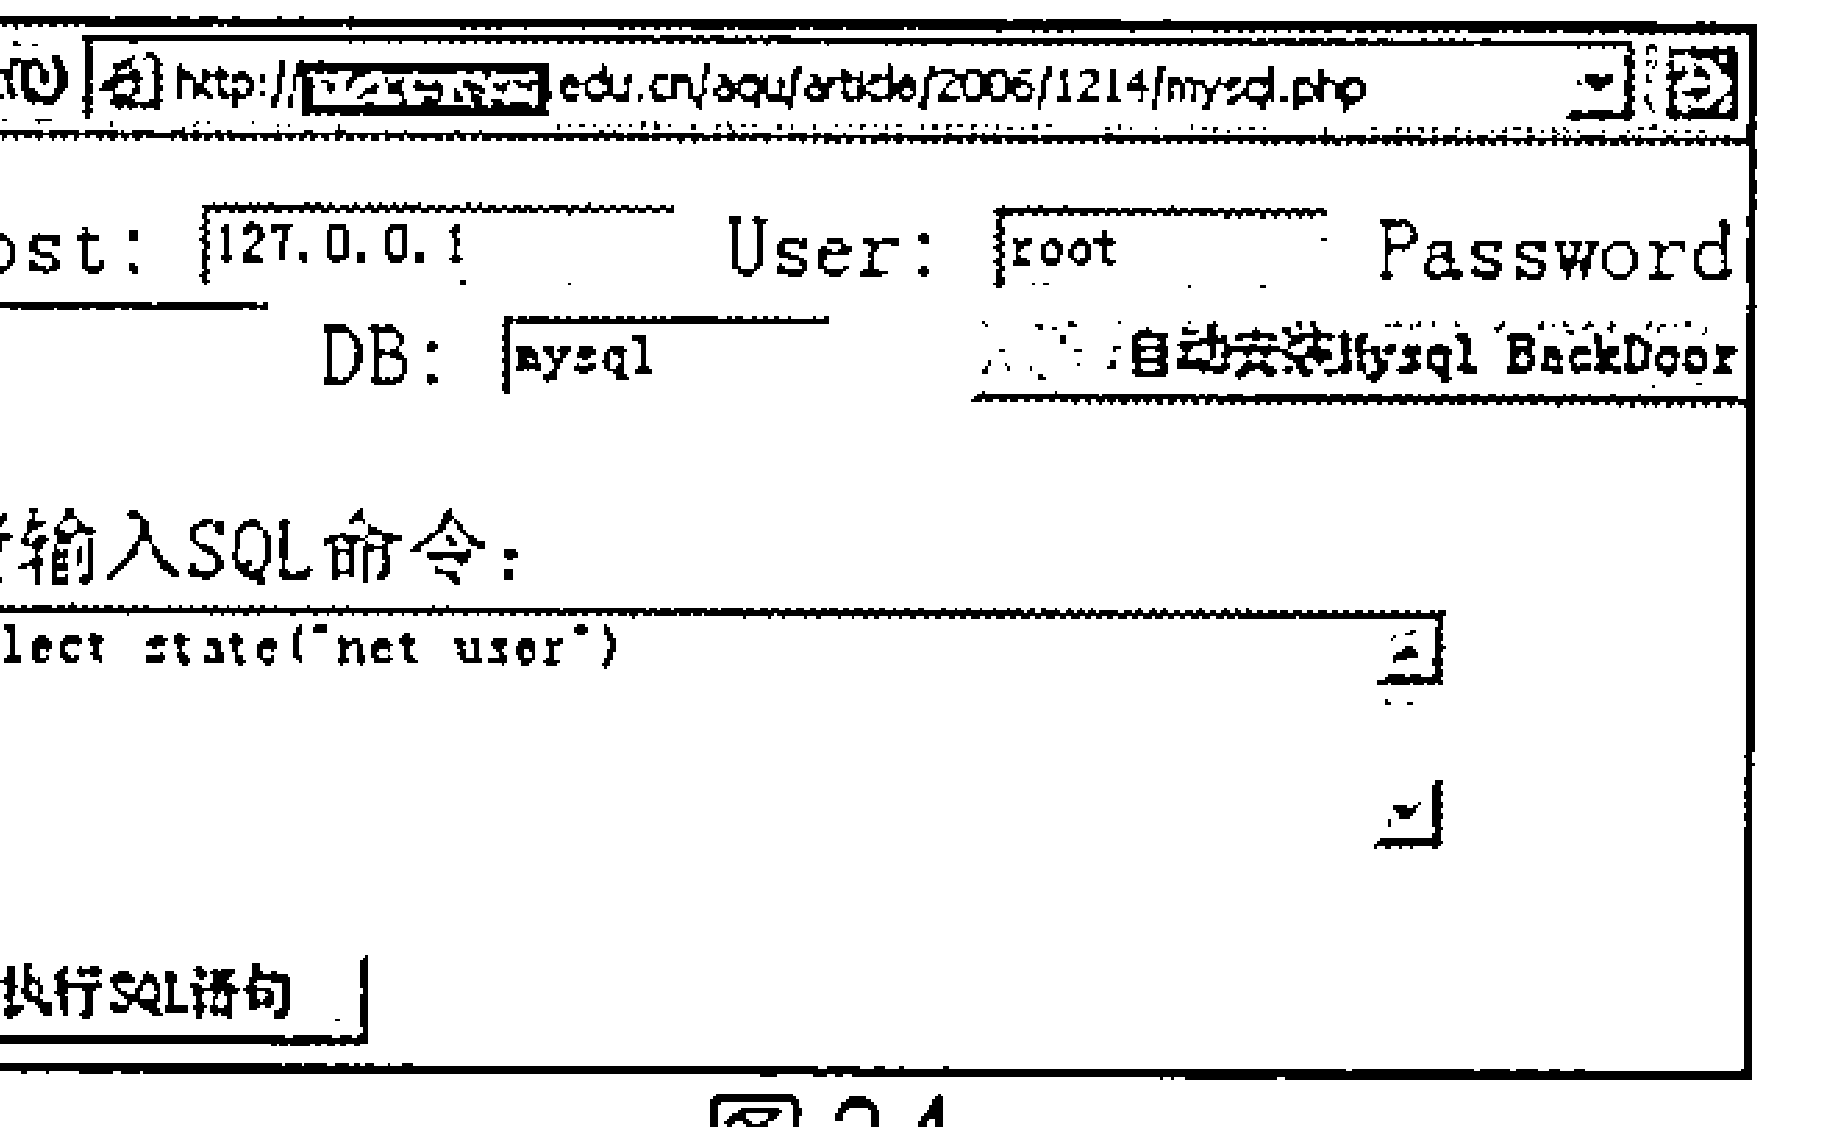 http:// edu.cn/aqu/article/2006/1214/mysql.php
ost: 127.0.0.1 User: root Password
DB: mysql 自动安装Mysql BackDoor
输入SQL命令:
lect state("net user")
执行SQL语句